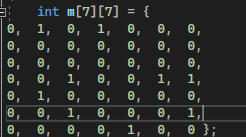 int m[7][7] = {
0, 1, 0, 1, 0, 0, 0,
0, 0, 0, 0, 0, 0, 0,
0, 0, 0, 0, 0, 0, 0,
0, 0, 1, 0, 0, 1, 1,
0, 1, 0, 0, 0, 0, 0,
0, 0, 1, 0, 0, 0, 1,
0, 0, 0, 0, 1, 0, 0 };